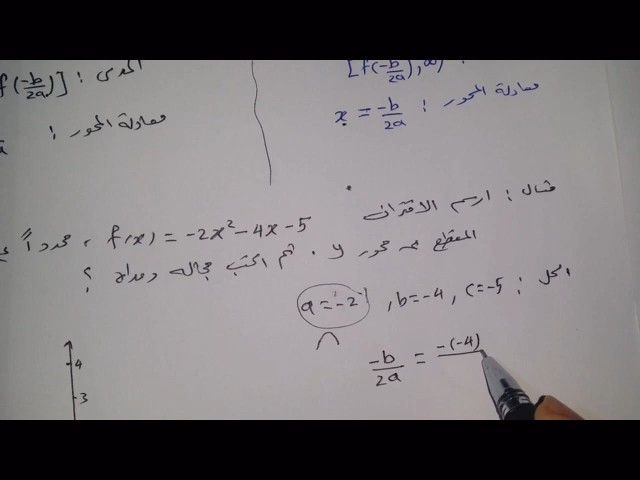 المدى : f(-b/2a)]
[f(-b/2a), ∞)
معادلة المحور :
معادلة المحور : x = -b/2a
مثال : ارسم الاقتران f(x) = -2x² - 4x - 5 ، محدداً
المقطع من محور y . ثم اكتب مجاله ومداه ؟
الحل : a = -2 , b = -4 , c = -5
-b/2a = -(-4)
4
3